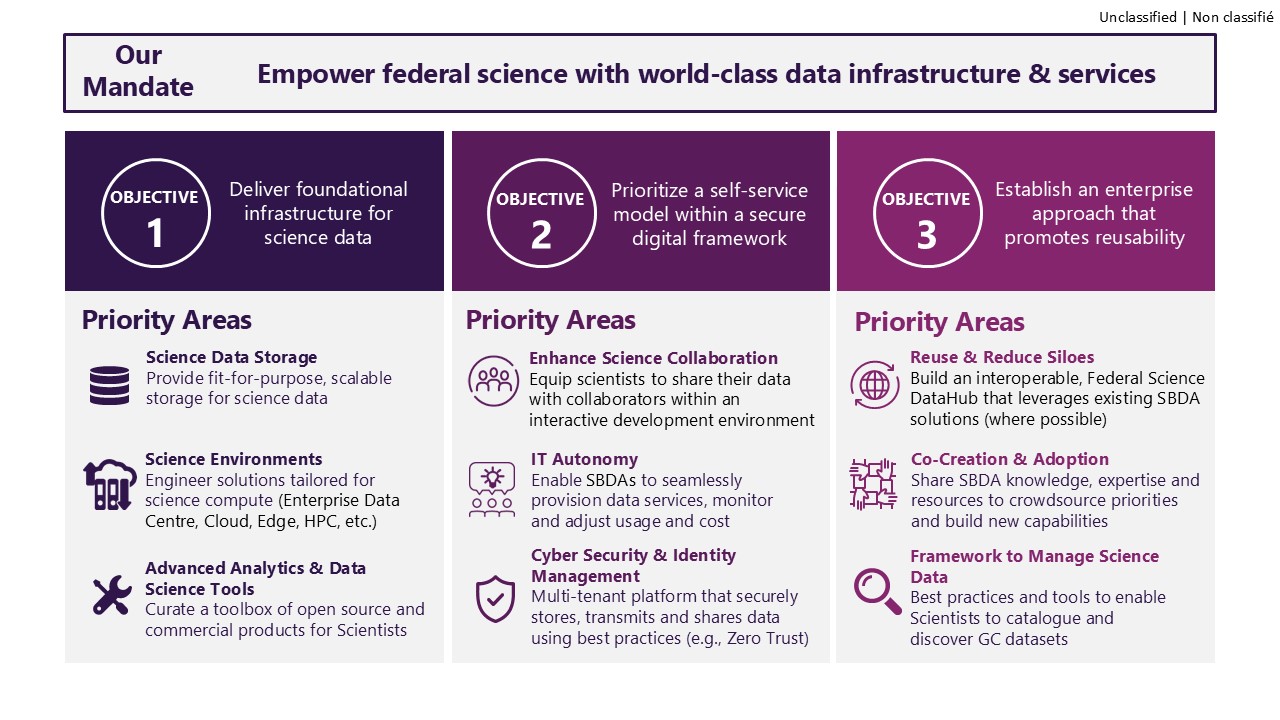 Unclassified | Non classifié
Our
Mandate
Empower federal science with world-class data infrastructure & services
OBJECTIVE
1
Deliver foundational
infrastructure for
science data
OBJECTIVE
2
Prioritize a self-service
model within a secure
digital framework
OBJECTIVE
3
Establish an enterprise
approach that
promotes reusability
Priority Areas
Science Data Storage
Provide fit-for-purpose, scalable
storage for science data
Science Environments
Engineer solutions tailored for
science compute (Enterprise Data
Centre, Cloud, Edge, HPC, etc.)
Advanced Analytics & Data
Science Tools
Curate a toolbox of open source and
commercial products for Scientists
Priority Areas
Enhance Science Collaboration
Equip scientists to share their data
with collaborators within an
interactive development environment
IT Autonomy
Enable SBDAs to seamlessly
provision data services, monitor
and adjust usage and cost
Cyber Security & Identity
Management
Multi-tenant platform that securely
stores, transmits and shares data
using best practices (e.g., Zero Trust)
Priority Areas
Reuse & Reduce Siloes
Build an interoperable, Federal Science
DataHub that leverages existing SBDA
solutions (where possible)
Co-Creation & Adoption
Share SBDA knowledge, expertise and
resources to crowdsource priorities
and build new capabilities
Framework to Manage Science
Data
Best practices and tools to enable
Scientists to catalogue and
discover GC datasets